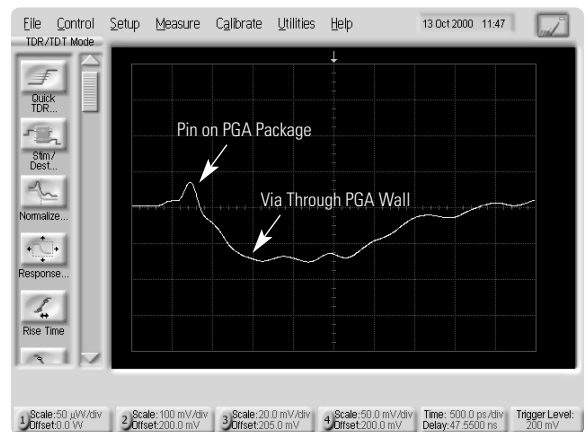 File Control Setup Measure Calibrate Utilities Help 13 Oct 2000 11:47
TDR/TDT Mode
Quick
TDR...
Stim/
Dest...
Normalize...
Response...
Rise Time
Pin on PGA Package
Via Through PGA Wall
1 Scale:50 µW/div
Offset:0.0 W
2 Scale:100 mV/div
Offset:200.0 mV
3 Scale:20.0 mV/div
Offset:205.0 mV
4 Scale:50.0 mV/div
Offset:200.0 mV
Time: 500.0 ps/div
Delay:47.5500 ns
Trigger Level:
200 mV